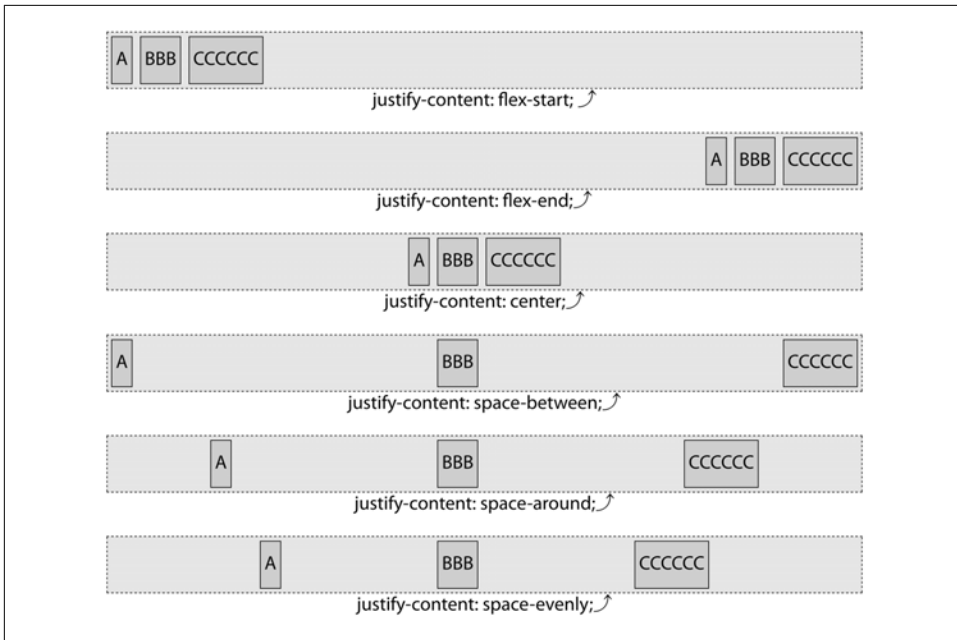 A BBB CCCCCC
justify-content: flex-start;
A BBB CCCCCC
justify-content: flex-end;
A BBB CCCCCC
justify-content: center;
A BBB CCCCCC
justify-content: space-between;
A BBB CCCCCC
justify-content: space-around;
A BBB CCCCCC
justify-content: space-evenly;